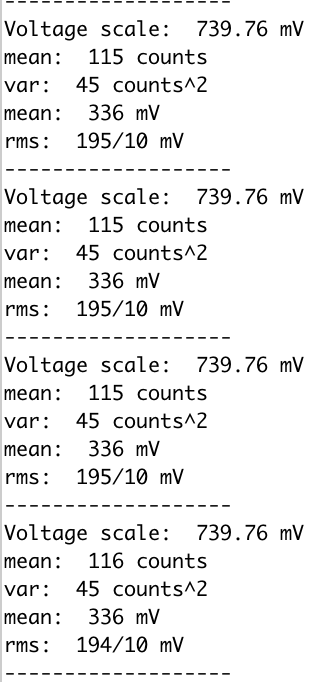 -------------------
Voltage scale:  739.76 mV
mean:  115 counts
var:  45 counts^2
mean:  336 mV
rms:  195/10 mV
-------------------
Voltage scale:  739.76 mV
mean:  115 counts
var:  45 counts^2
mean:  336 mV
rms:  195/10 mV
-------------------
Voltage scale:  739.76 mV
mean:  115 counts
var:  45 counts^2
mean:  336 mV
rms:  195/10 mV
-------------------
Voltage scale:  739.76 mV
mean:  116 counts
var:  45 counts^2
mean:  336 mV
rms:  194/10 mV
-------------------